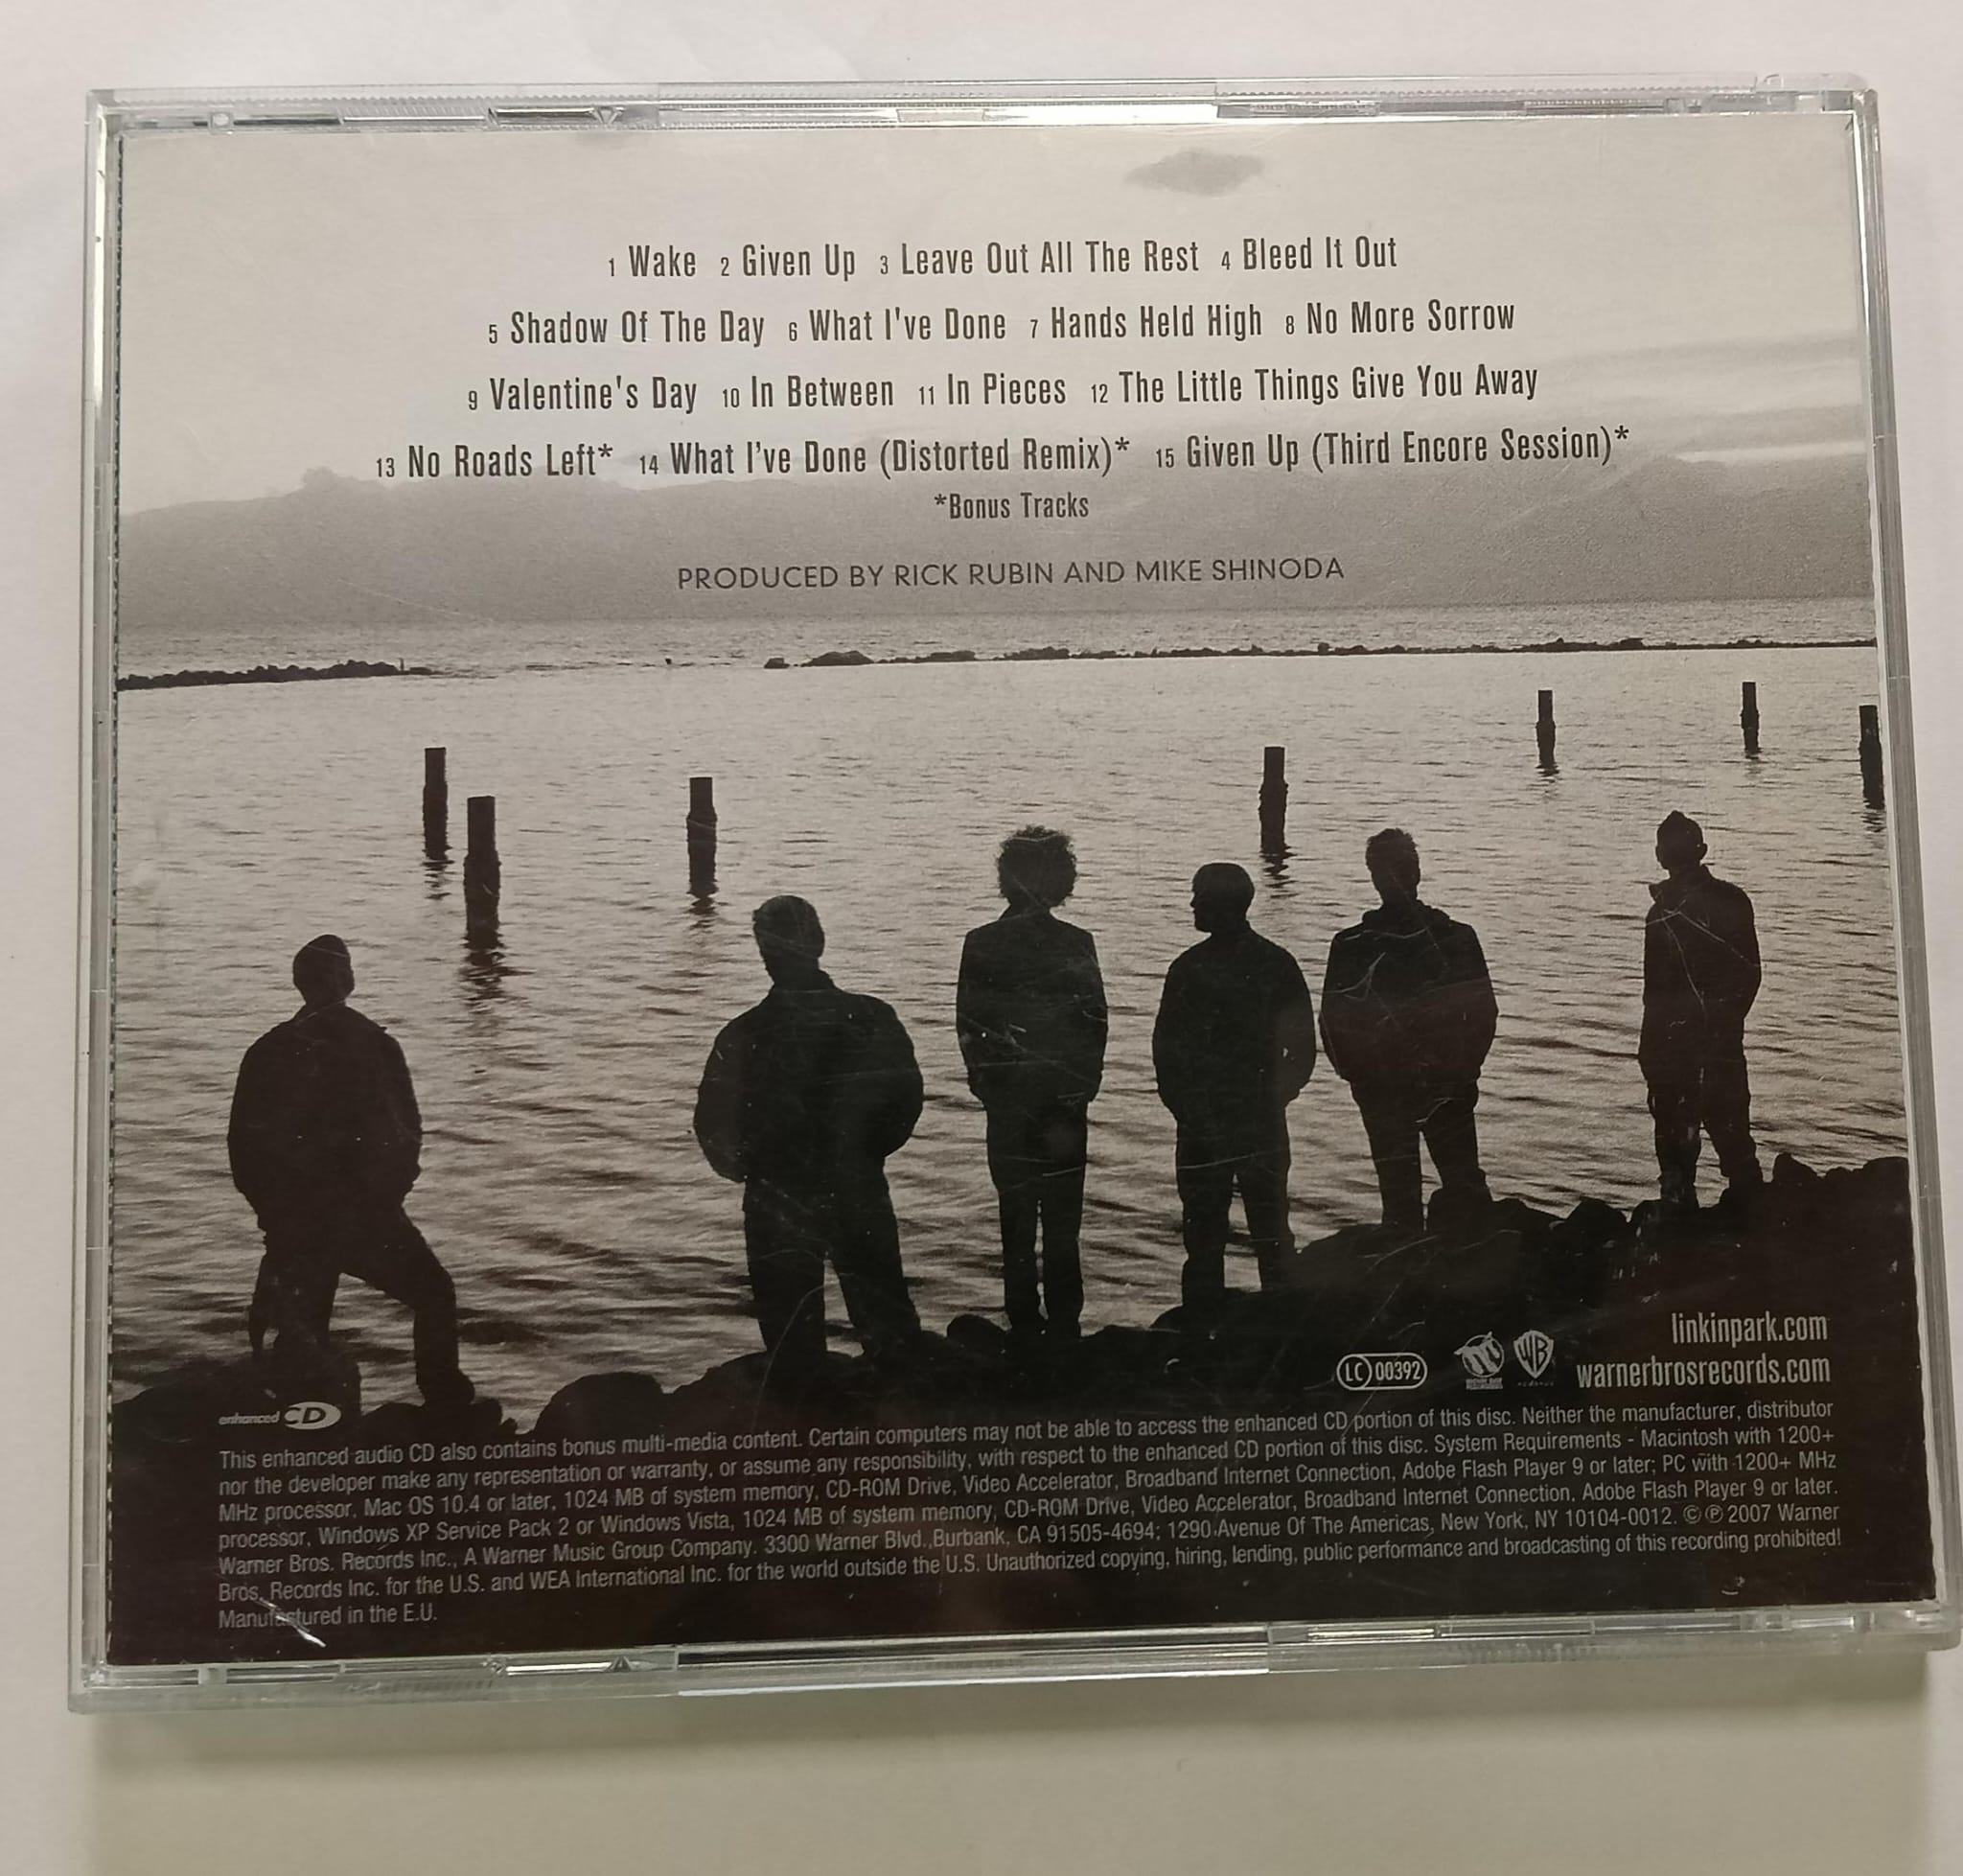 1 Wake 2 Given Up 3 Leave Out All The Rest 4 Bleed It Out
5 Shadow Of The Day 6 What I've Done 7 Hands Held High 8 No More Sorrow
9 Valentine's Day 10 In Between 11 In Pieces 12 The Little Things Give You Away
13 No Roads Left* 14 What I've Done (Distorted Remix)* 15 Given Up (Third Encore Session)*
*Bonus Tracks
PRODUCED BY RICK RUBIN AND MIKE SHINODA
linkinpark.com
LC 00392 WB warnerbrosrecords.com
enhanced CD
This enhanced audio CD also contains bonus multi-media content. Certain computers may not be able to access the enhanced CD portion of this disc. Neither the manufacturer, distributor
nor the developer make any representation or warranty, or assume any responsibility, with respect to the enhanced CD portion of this disc. System Requirements - Macintosh with 1200+
MHz processor, Mac OS 10.4 or later, 1024 MB of system memory, CD-ROM Drive, Video Accelerator, Broadband Internet Connection, Adobe Flash Player 9 or later; PC with 1200+ MHz
processor, Windows XP Service Pack 2 or Windows Vista, 1024 MB of system memory, CD-ROM Drive, Video Accelerator, Broadband Internet Connection, Adobe Flash Player 9 or later.
Warner Bros. Records Inc., A Warner Music Group Company. 3300 Warner Blvd.,Burbank, CA 91505-4694; 1290 Avenue Of The Americas, New York, NY 10104-0012. ©℗ 2007 Warner
Bros. Records Inc. for the U.S. and WEA International Inc. for the world outside the U.S. Unauthorized copying, hiring, lending, public performance and broadcasting of this recording prohibited!
Manufactured in the E.U.